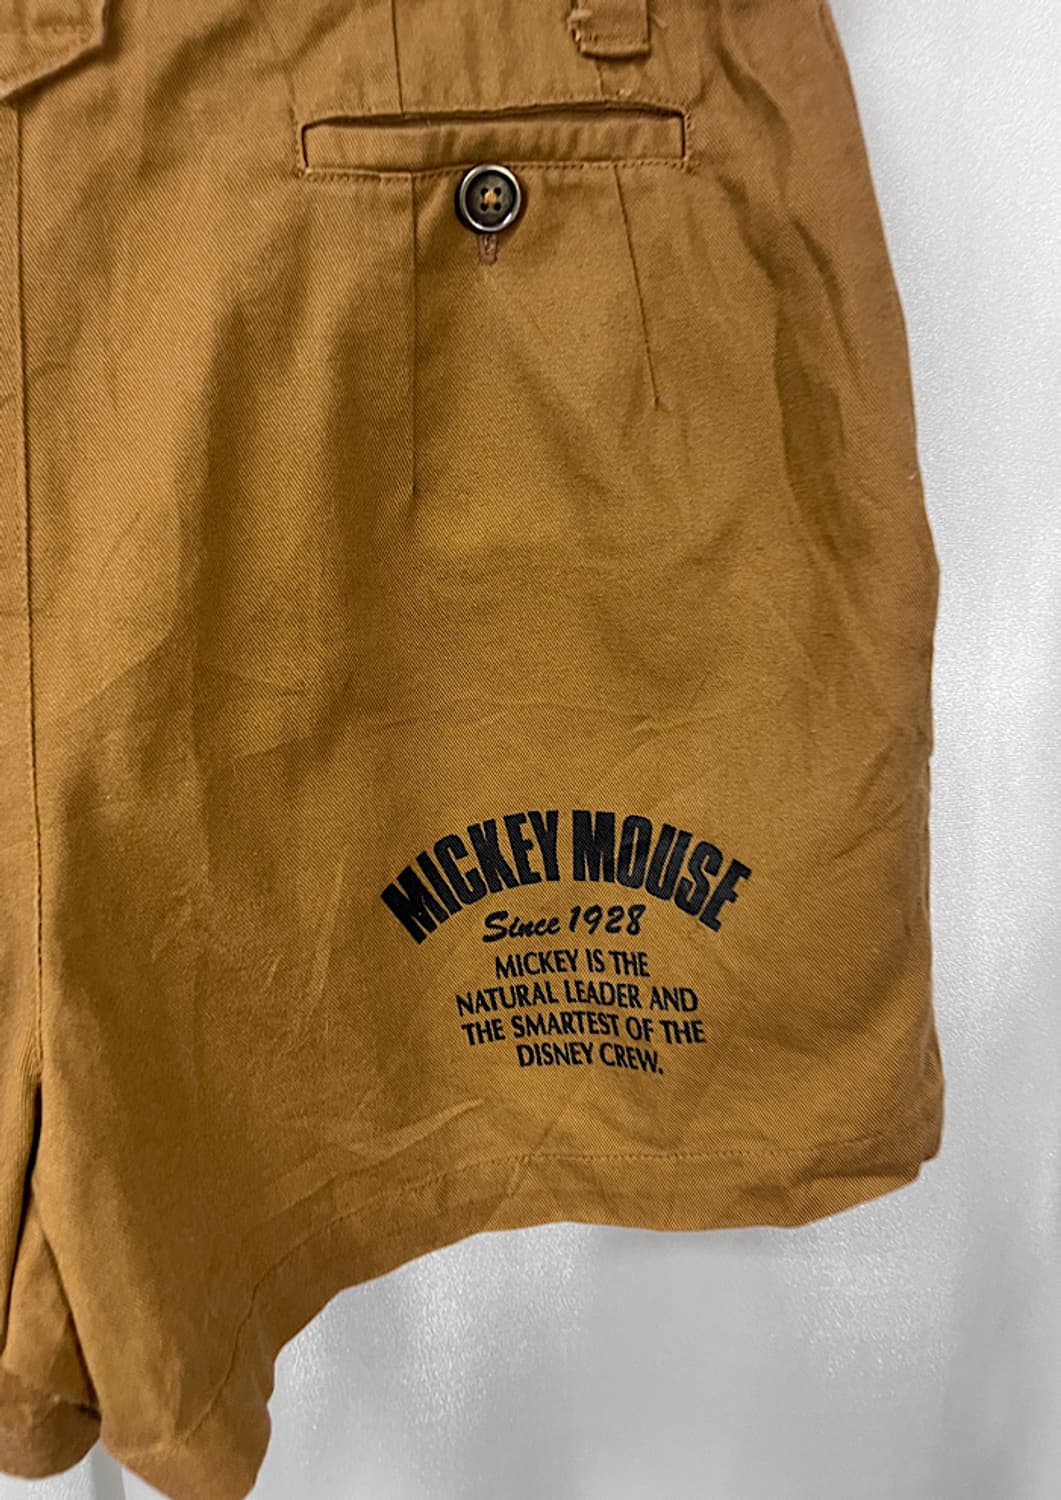 MICKEY MOUSE
Since 1928
MICKEY IS THE
NATURAL LEADER AND
THE SMARTEST OF THE
DISNEY CREW.